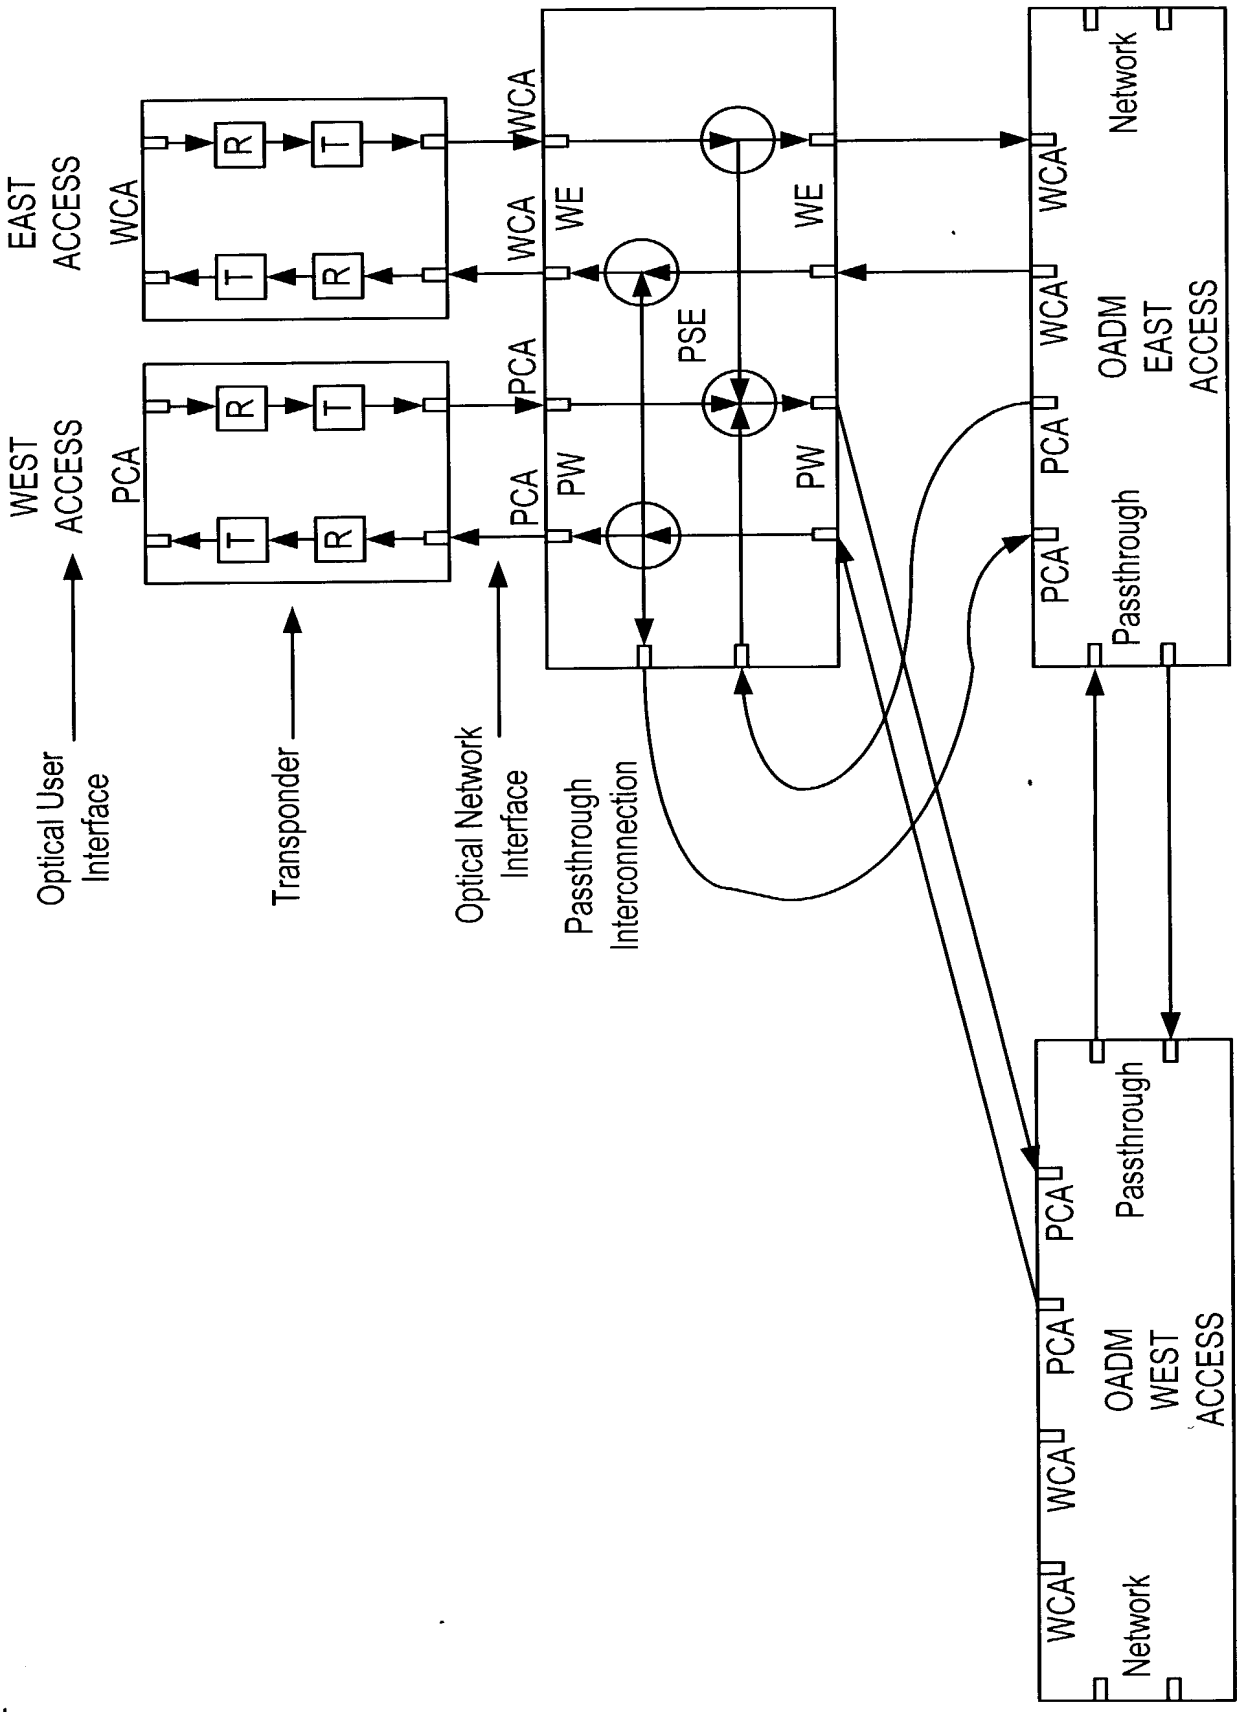 WEST
ACCESS
EAST
ACCESS
Optical User
Interface
PCA
WCA
T
R
R
T
T
R
R
T
Transponder
Optical Network
Interface
PCA
PCA
WCA
WCA
PW
WE
Passthrough
Interconnection
PSE
PW
WE
WCA
WCA
PCA
PCA
PCA
PCA
WCA
WCA
Network
Passthrough
Passthrough
Network
OADM
WEST
ACCESS
OADM
EAST
ACCESS